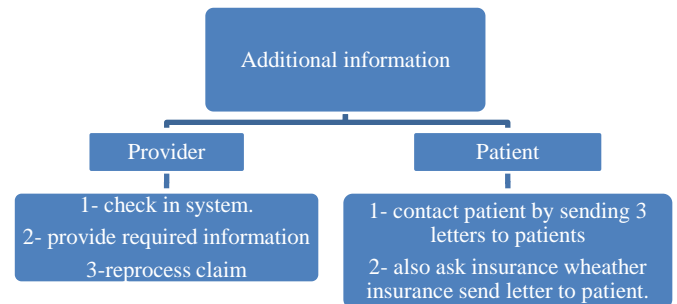 Additional information
Provider
Patient
1- check in system.
2- provide required information
3-reprocess claim
1- contact patient by sending 3
letters to patients
2- also ask insurance wheather
insurance send letter to patient.